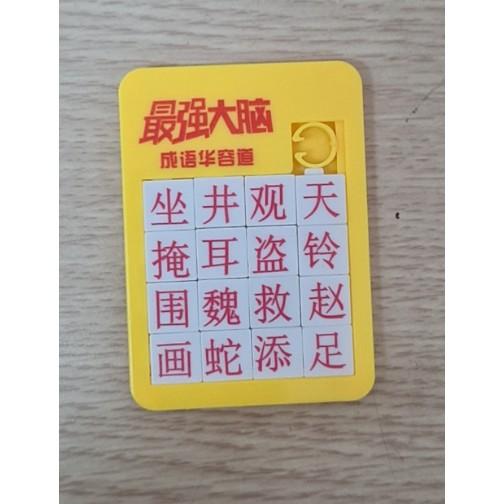 最强大脑
成语华容道
坐井观天
掩耳盗铃
围魏救赵
画蛇添足